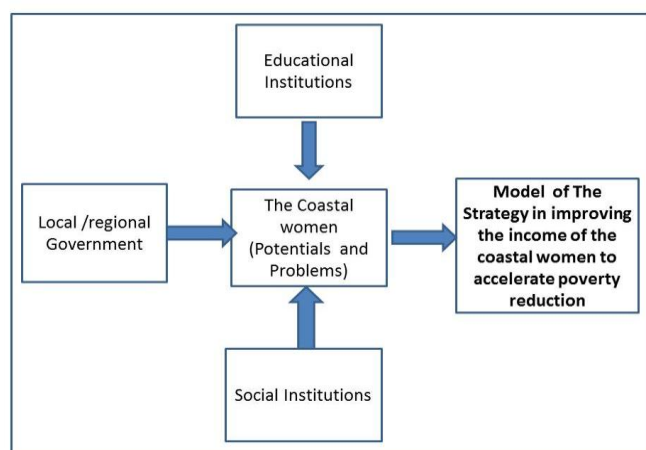 Educational
Institutions
Local /regional
Government
The Coastal
women
(Potentials and
Problems)
Model of The
Strategy in improving
the income of the
coastal women to
accelerate poverty
reduction
Social Institutions